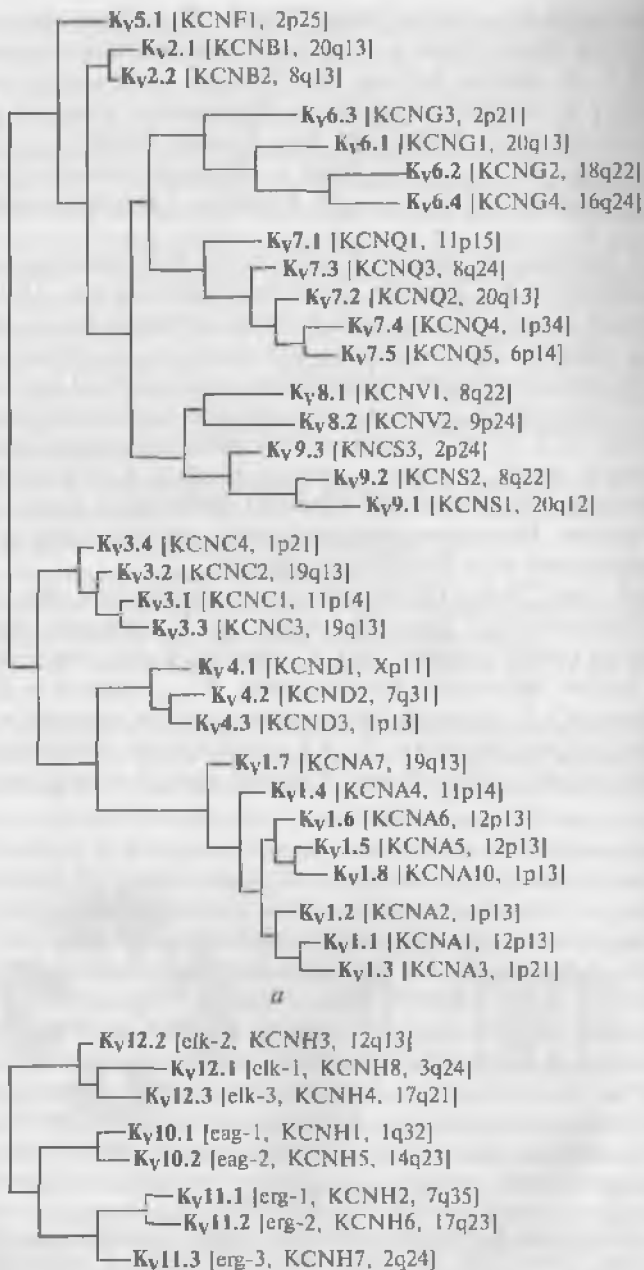 Kv5.1 [KCNF1, 2p25]
Kv2.1 [KCNB1, 20q13]
Kv2.2 [KCNB2, 8q13]
Kv6.3 [KCNG3, 2p21]
Kv6.1 [KCNG1, 20q13]
Kv6.2 [KCNG2, 18q22]
Kv6.4 [KCNG4, 16q24]
Kv7.1 [KCNQ1, 11p15]
Kv7.3 [KCNQ3, 8q24]
Kv7.2 [KCNQ2, 20q13]
Kv7.4 [KCNQ4, 1p34]
Kv7.5 [KCNQ5, 6p14]
Kv8.1 [KCNV1, 8q22]
Kv8.2 [KCNV2, 9p24]
Kv9.3 [KNCS3, 2p24]
Kv9.2 [KCNS2, 8q22]
Kv9.1 [KCNS1, 20q12]
Kv3.4 [KCNC4, 1p21]
Kv3.2 [KCNC2, 19q13]
Kv3.1 [KCNC1, 11p14]
Kv3.3 [KCNC3, 19q13]
Kv4.1 [KCND1, Xp11]
Kv4.2 [KCND2, 7q31]
Kv4.3 [KCND3, 1p13]
Kv1.7 [KCNA7, 19q13]
Kv1.4 [KCNA4, 11p14]
Kv1.6 [KCNA6, 12p13]
Kv1.5 [KCNA5, 12p13]
Kv1.8 [KCNA10, 1p13]
Kv1.2 [KCNA2, 1p13]
Kv1.1 [KCNA1, 12p13]
Kv1.3 [KCNA3, 1p21]
a
Kv12.2 [elk-2, KCNH3, 12q13]
Kv12.1 [elk-1, KCNH8, 3q24]
Kv12.3 [elk-3, KCNH4, 17q21]
Kv10.1 [eag-1, KCNH1, 1q32]
Kv10.2 [eag-2, KCNH5, 14q23]
Kv11.1 [erg-1, KCNH2, 7q35]
Kv11.2 [erg-2, KCNH6, 17q23]
Kv11.3 [erg-3, KCNH7, 2q24]